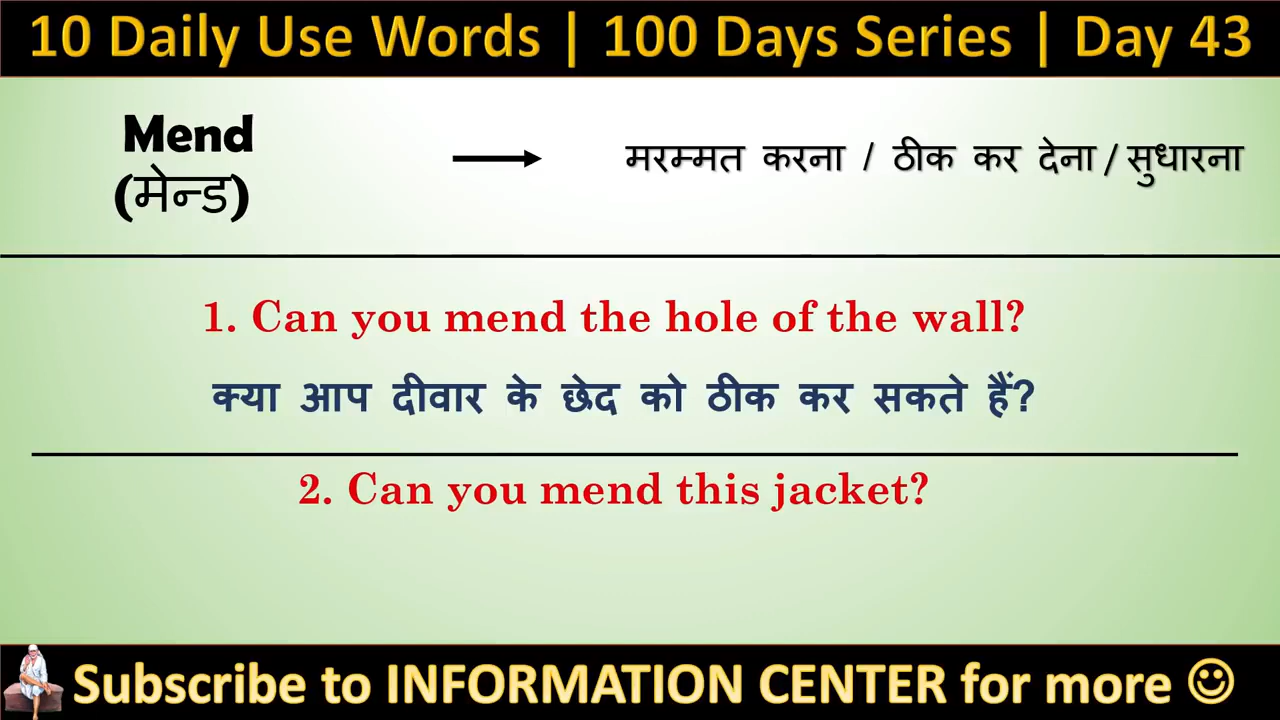 10 Daily Use Words | 100 Days Series | Day 43
Mend
(मेन्ड)
मरम्मत करना / ठीक कर देना / सुधारना
1. Can you mend the hole of the wall?
क्या आप दीवार के छेद को ठीक कर सकते हैं?
2. Can you mend this jacket?
Subscribe to INFORMATION CENTER for more ☺